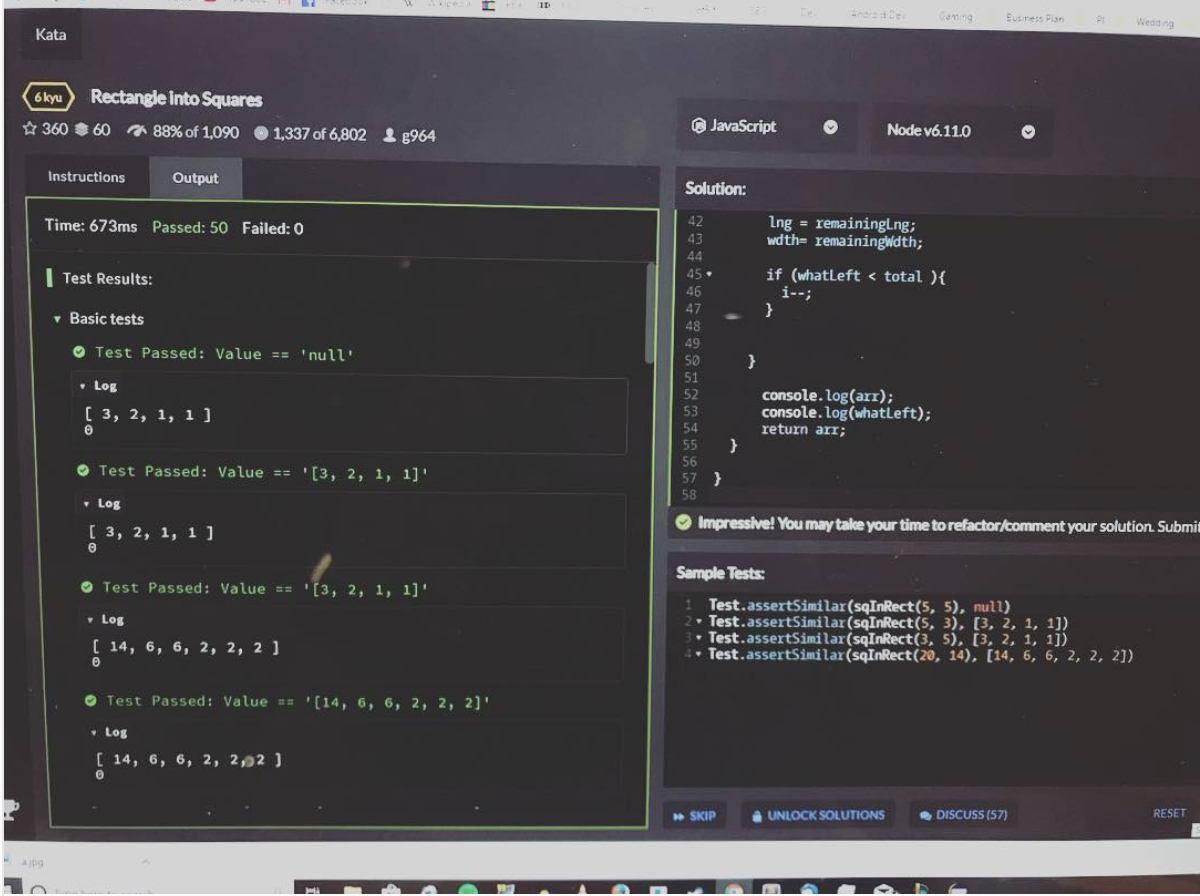 Gaming Business Plan PI Wedding
Kata
6 kyu Rectangle into Squares
360 60 88% of 1,090 1,337 of 6,802 g964
JavaScript Node v6.11.0
Instructions Output
Time: 673ms Passed: 50 Failed: 0
Test Results:
Basic tests
Test Passed: Value == 'null'
Log
[ 3, 2, 1, 1 ]
0
Test Passed: Value == '[3, 2, 1, 1]'
Log
[ 3, 2, 1, 1 ]
0
Test Passed: Value == '[3, 2, 1, 1]'
Log
[ 14, 6, 6, 2, 2, 2 ]
0
Test Passed: Value == '[14, 6, 6, 2, 2, 2]'
Log
[ 14, 6, 6, 2, 2, 2 ]
0
Solution:
42 lng = remainingLng;
43 wdth= remainingWdth;
44
45 if (whatLeft < total ){
46 i--;
47 }
48
49
50 }
51
52 console.log(arr);
53 console.log(whatLeft);
54 return arr;
55 }
56
57 }
58
Impressive! You may take your time to refactor/comment your solution. Submit
Sample Tests:
1 Test.assertSimilar(sqInRect(5, 5), null)
2 Test.assertSimilar(sqInRect(5, 3), [3, 2, 1, 1])
3 Test.assertSimilar(sqInRect(3, 5), [3, 2, 1, 1])
4 Test.assertSimilar(sqInRect(20, 14), [14, 6, 6, 2, 2, 2])
SKIP UNLOCK SOLUTIONS DISCUSS (57) RESET
a.jpg
Type here to search